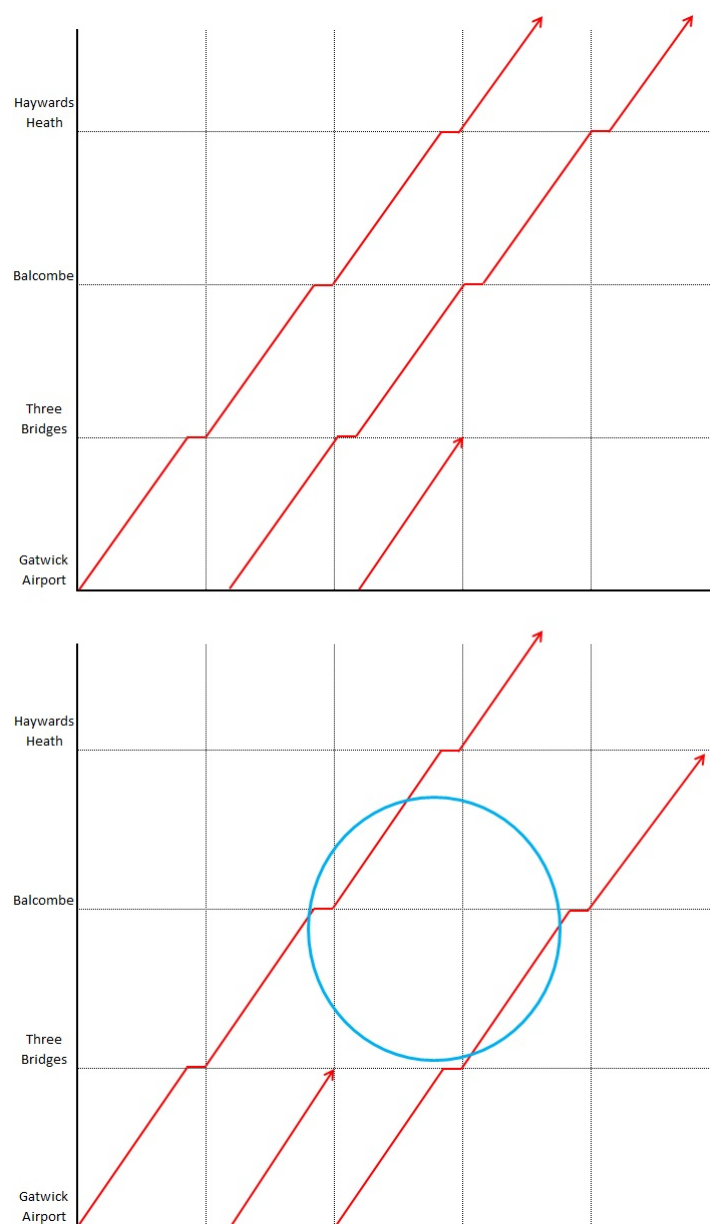 Haywards
Heath
Balcombe
Three
Bridges
Gatwick
Airport
Haywards
Heath
Balcombe
Three
Bridges
Gatwick
Airport